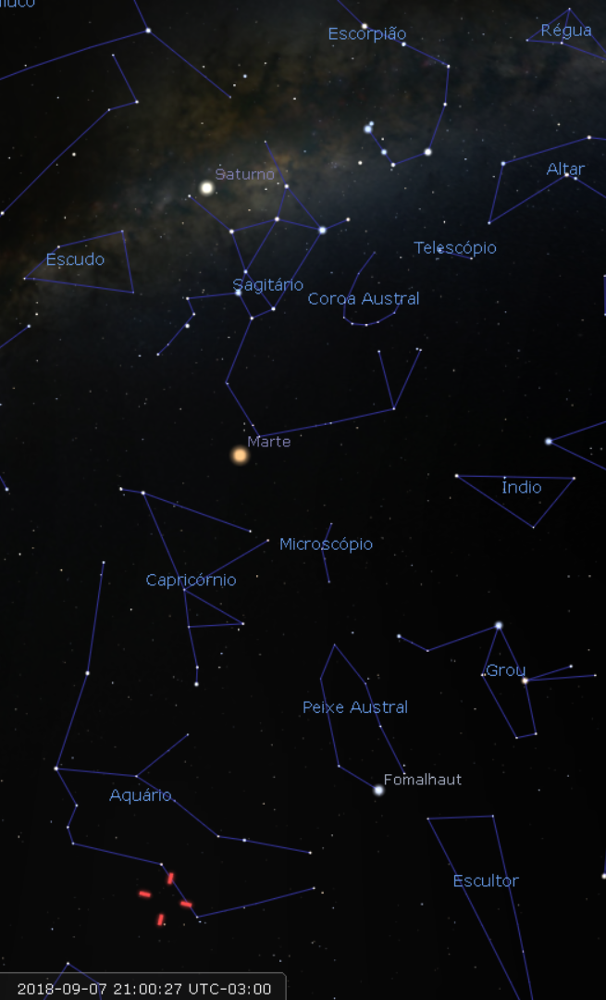 Escorpião
Régua
Saturno
Altar
Telescópio
Escudo
Sagitário
Coroa Austral
Marte
Indio
Microscópio
Capricórnio
Grou
Peixe Austral
Fomalhaut
Aquário
Escultor
2018-09-07 21:00:27 UTC-03:00